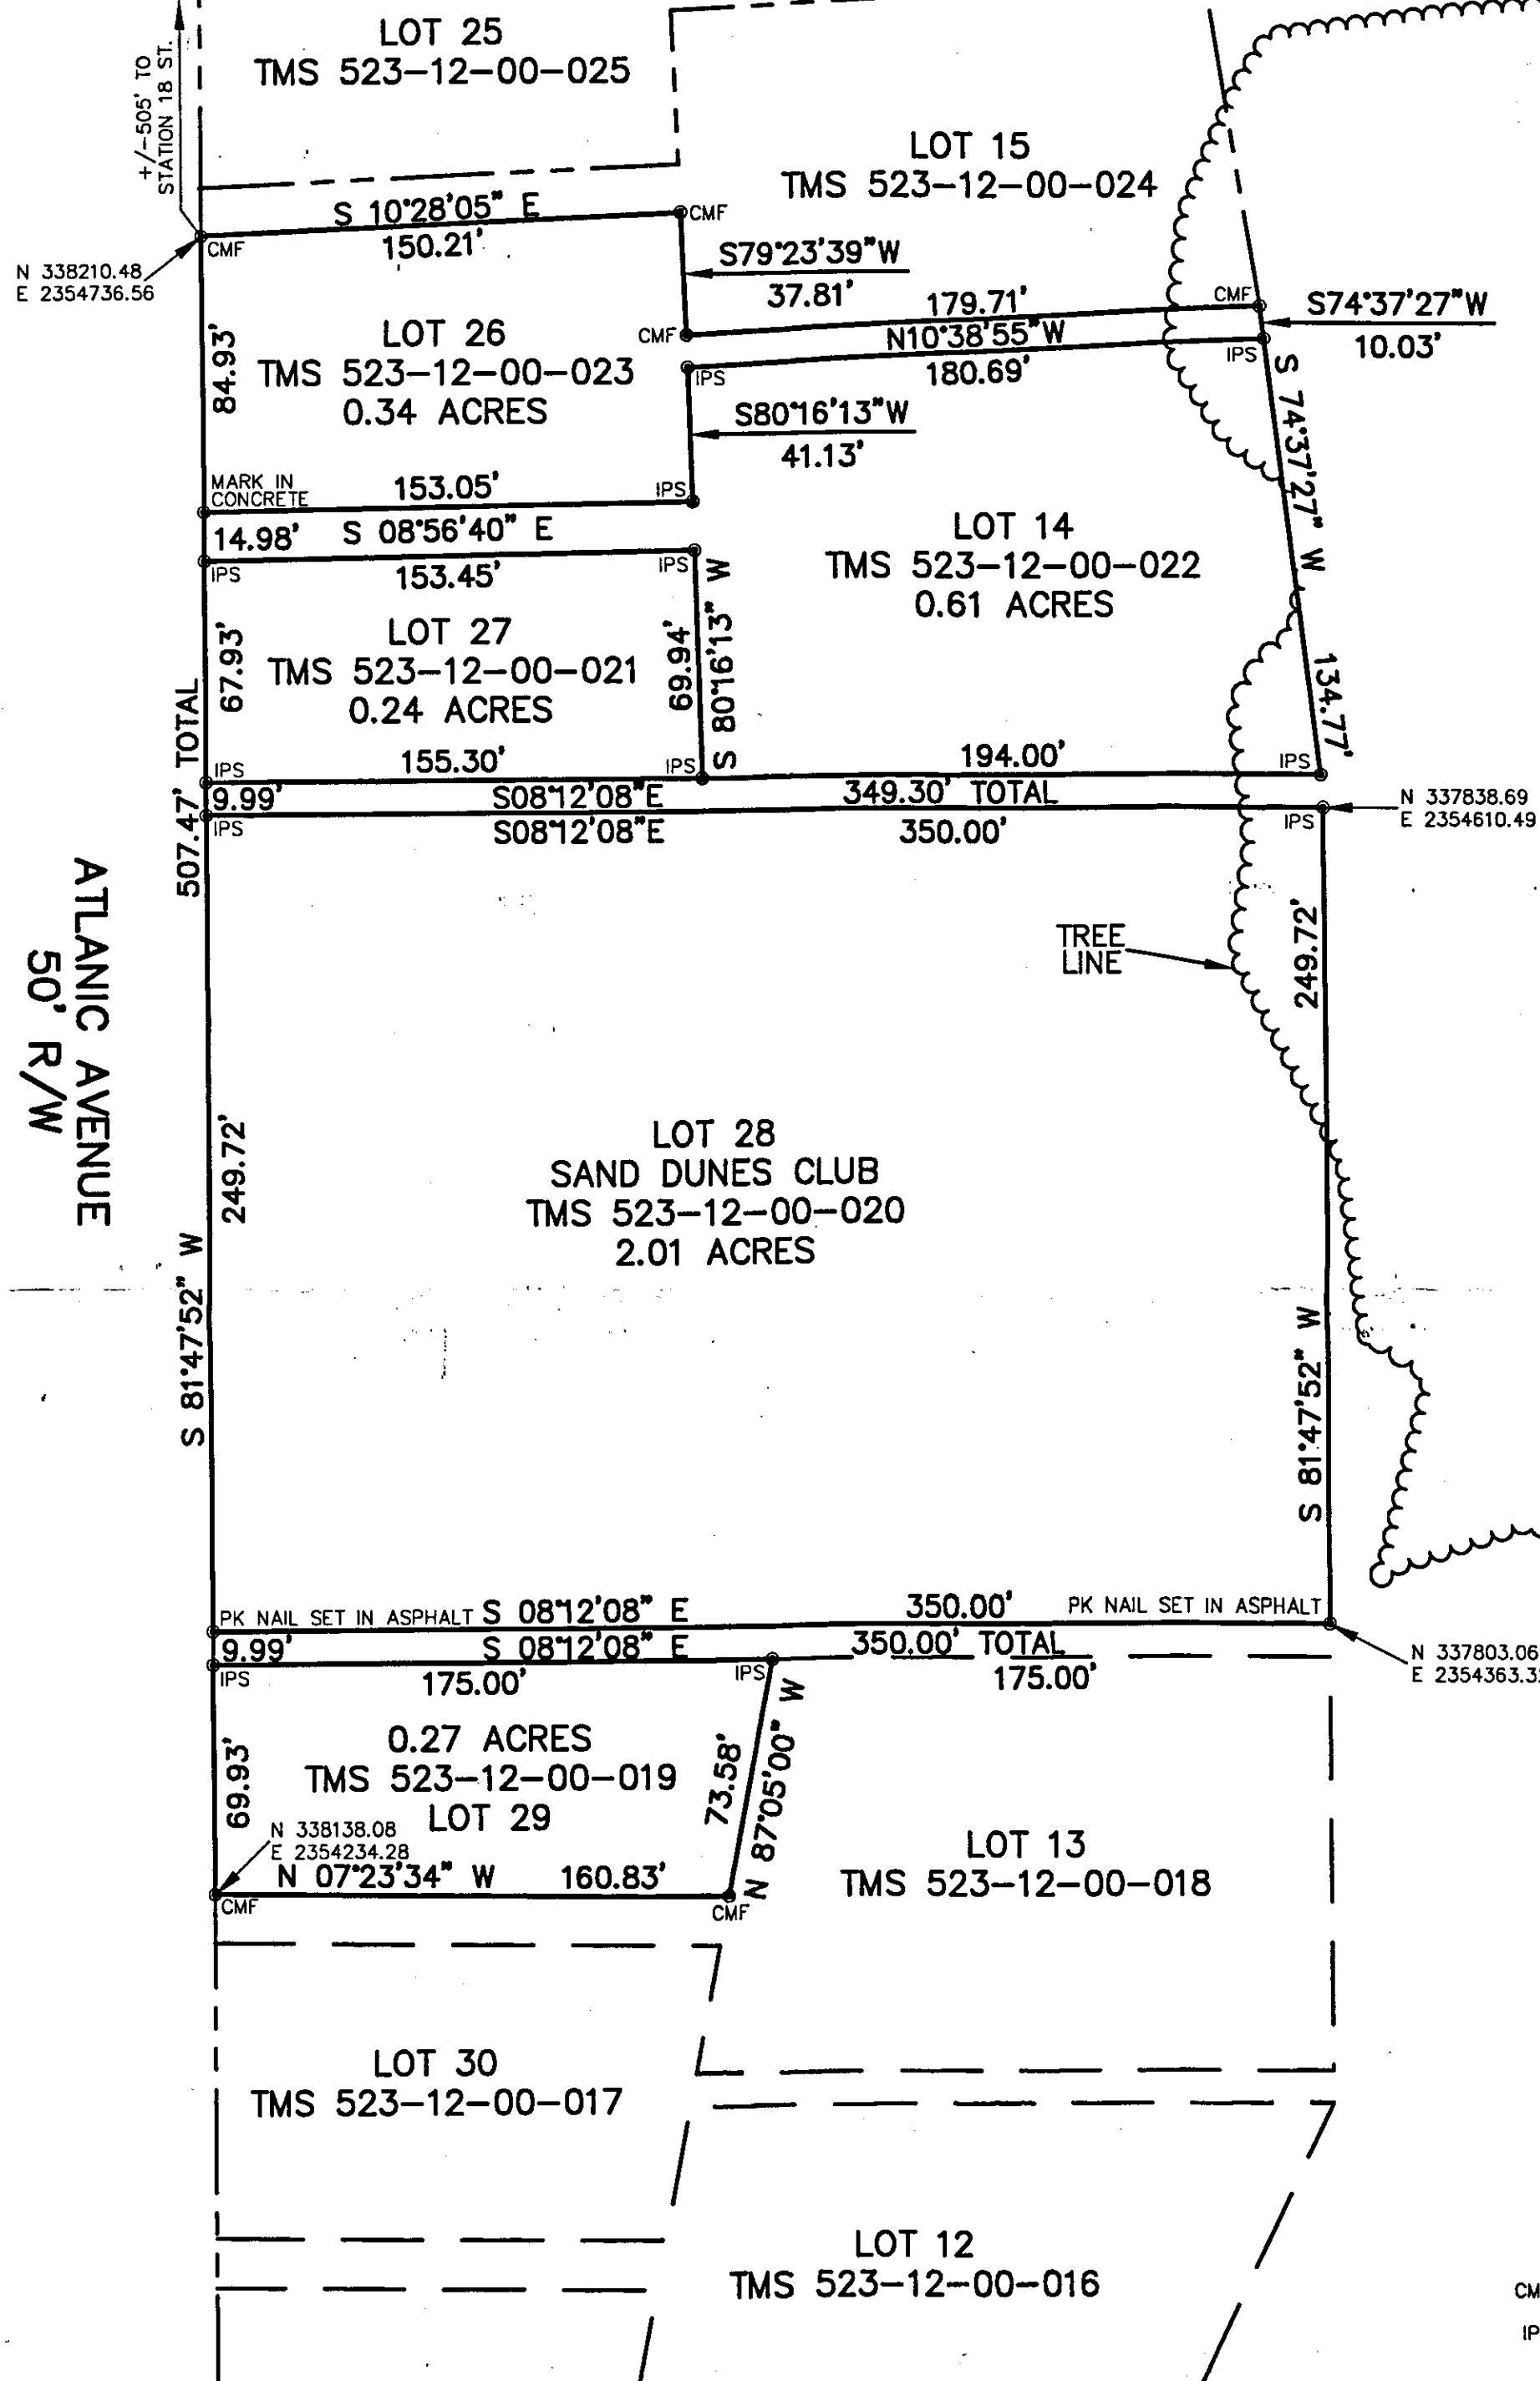 LOT 25
TMS 523-12-00-025
+/-505' TO
STATION 18 ST.
LOT 15
TMS 523-12-00-024
S 10°28'05" E
150.21'
CMF
CMF
N 338210.48
E 2354736.56
S79°23'39"W
37.81'
179.71'
CMF
S74°37'27"W
10.03'
CMF
N10°38'55"W
180.69'
IPS
IPS
84.93'
LOT 26
TMS 523-12-00-023
0.34 ACRES
S80°16'13"W
41.13'
S 74°37'27" W
134.77'
MARK IN
CONCRETE
153.05'
IPS
14.98'
S 08°56'40" E
IPS
153.45'
IPS
LOT 14
TMS 523-12-00-022
0.61 ACRES
67.93'
LOT 27
TMS 523-12-00-021
0.24 ACRES
69.94'
S 80°16'13" W
507.47' TOTAL
IPS
155.30'
IPS
194.00'
IPS
9.99'
S08°12'08"E
349.30' TOTAL
IPS
S08°12'08"E
350.00'
IPS
N 337838.69
E 2354610.49
ATLANIC AVENUE
50' R/W
TREE
LINE
249.72'
249.72'
S 81°47'52" W
S 81°47'52" W
LOT 28
SAND DUNES CLUB
TMS 523-12-00-020
2.01 ACRES
PK NAIL SET IN ASPHALT
S 08°12'08" E
350.00'
PK NAIL SET IN ASPHALT
9.99'
S 08°12'08" E
350.00' TOTAL
IPS
175.00'
IPS
175.00'
N 337803.06
E 2354363.3
69.93'
0.27 ACRES
TMS 523-12-00-019
LOT 29
73.58'
N 87°05'00" W
N 338138.08
E 2354234.28
N 07°23'34" W
160.83'
CMF
CMF
LOT 13
TMS 523-12-00-018
LOT 30
TMS 523-12-00-017
LOT 12
TMS 523-12-00-016
CM
IP